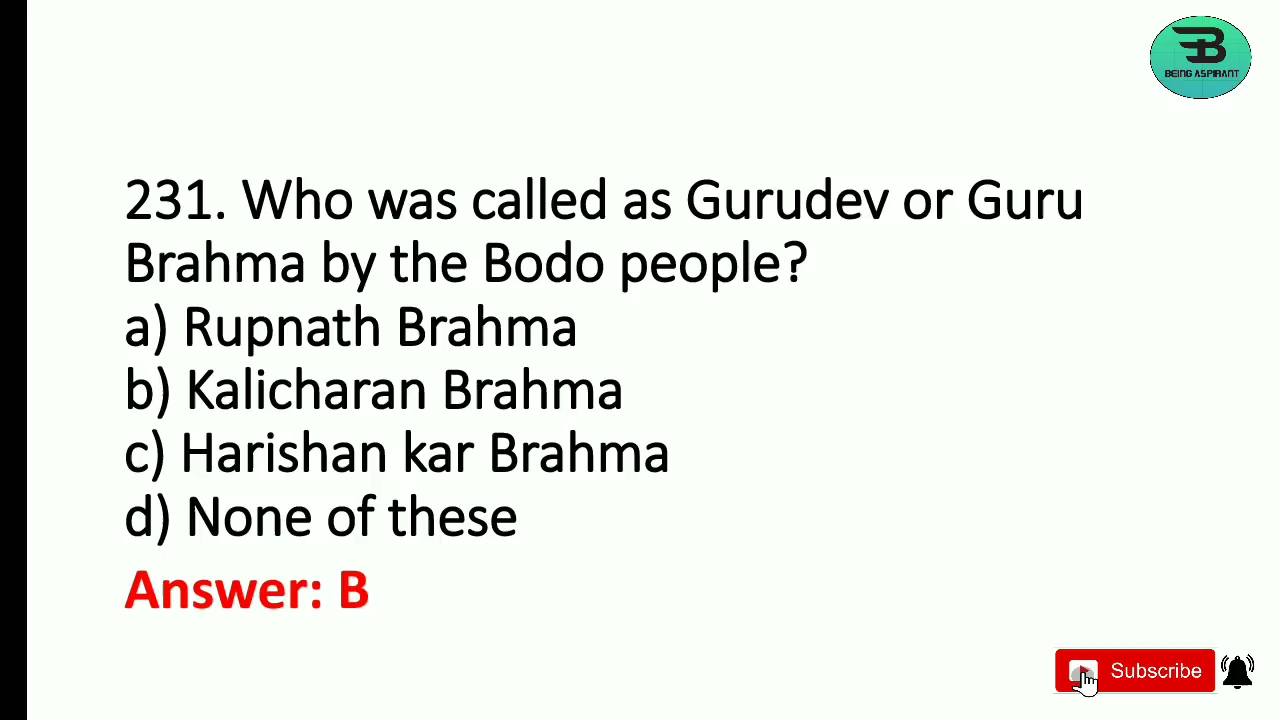 BEING ASPIRANT
231. Who was called as Gurudev or Guru
Brahma by the Bodo people?
a) Rupnath Brahma
b) Kalicharan Brahma
c) Harishan kar Brahma
d) None of these
Answer: B
Subscribe